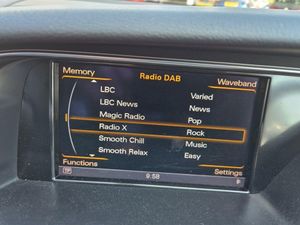 Memory
Radio DAB
Waveband
LBC Varied
LBC News News
Magic Radio Pop
Radio X Rock
Smooth Chill Music
Smooth Relax Easy
Functions
Settings
TP 9:58